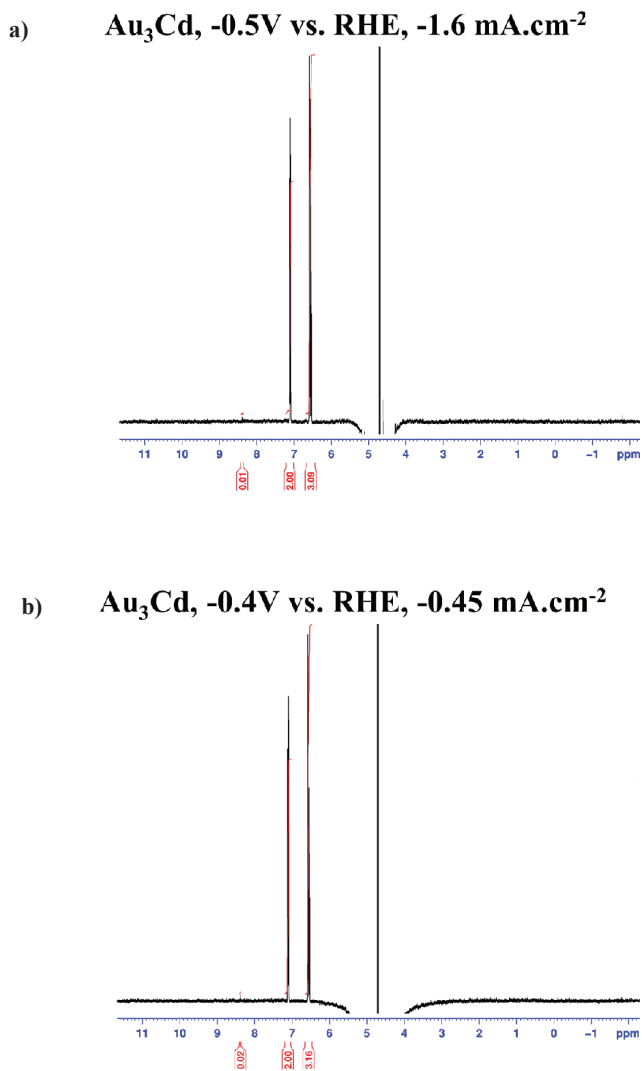 a) Au₃Cd, -0.5V vs. RHE, -1.6 mA.cm⁻²
11 10 9 8 7 6 5 4 3 2 1 0 −1 ppm
0.01 2.00 3.09
b) Au₃Cd, -0.4V vs. RHE, -0.45 mA.cm⁻²
11 10 9 8 7 6 5 4 3 2 1 0 −1 ppm
0.02 2.00 3.16